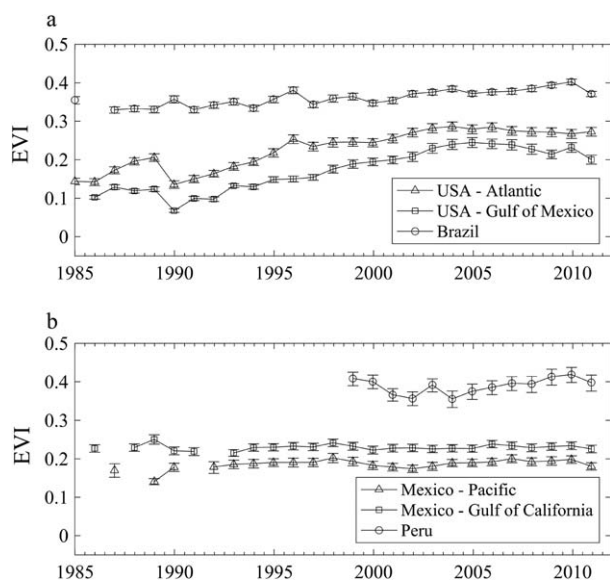 a
0.5
0.4
0.3
0.2
0.1
0
EVI
USA - Atlantic
USA - Gulf of Mexico
Brazil
1985 1990 1995 2000 2005 2010
b
0.5
0.4
0.3
0.2
0.1
0
EVI
Mexico - Pacific
Mexico - Gulf of California
Peru
1985 1990 1995 2000 2005 2010